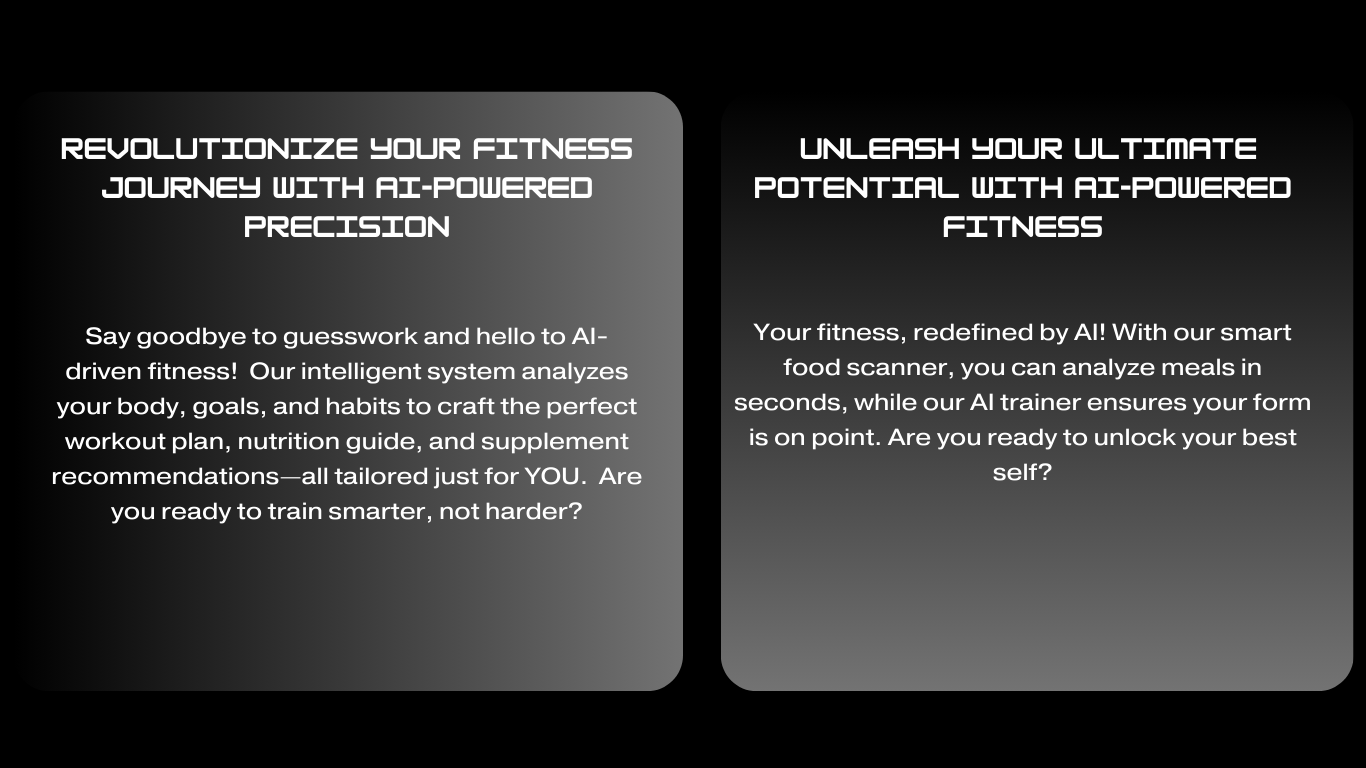 REVOLUTIONIZE YOUR FITNESS
JOURNEY WITH AI-POWERED
PRECISION
Say goodbye to guesswork and hello to AI-
driven fitness!  Our intelligent system analyzes
your body, goals, and habits to craft the perfect
workout plan, nutrition guide, and supplement
recommendations—all tailored just for YOU.  Are
you ready to train smarter, not harder?
UNLEASH YOUR ULTIMATE
POTENTIAL WITH AI-POWERED
FITNESS
Your fitness, redefined by AI! With our smart
food scanner, you can analyze meals in
seconds, while our AI trainer ensures your form
is on point. Are you ready to unlock your best
self?